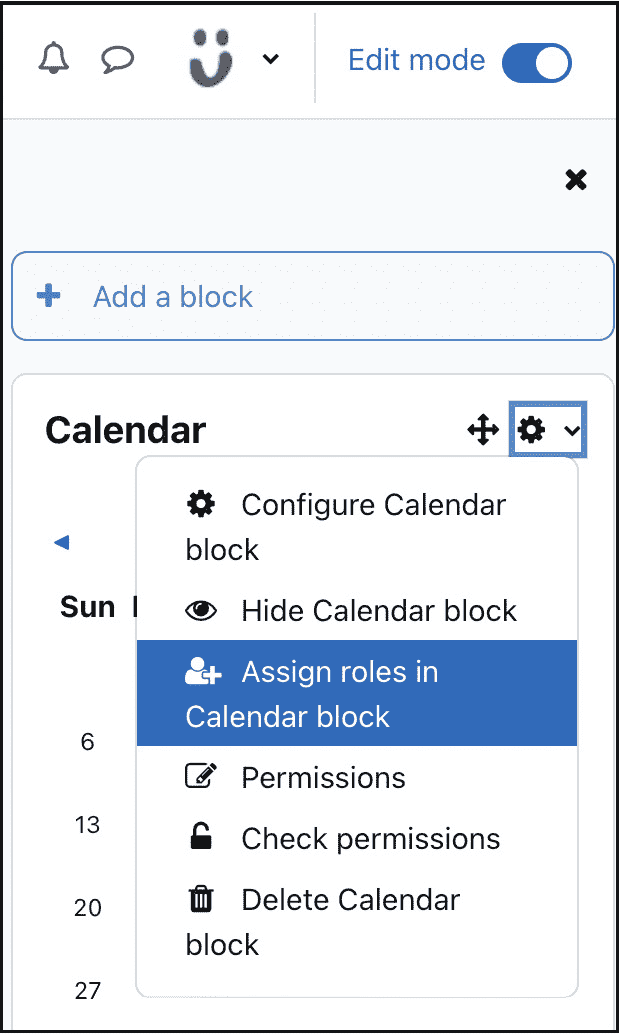 Edit mode
Add a block
Calendar
Configure Calendar
block
Sun
Hide Calendar block
Assign roles in
Calendar block
6
Permissions
13
Check permissions
20
Delete Calendar
block
27